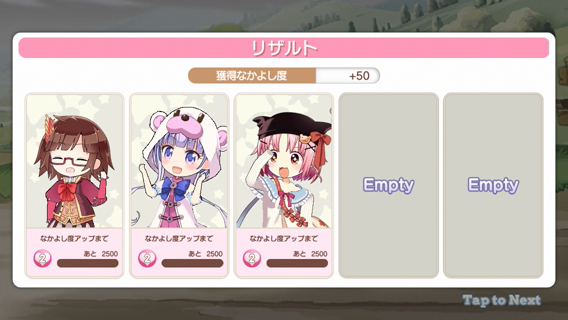 リザルト
獲得なかよし度 +50
なかよし度アップまで
2 あと 2500
なかよし度アップまで
2 あと 2500
なかよし度アップまで
2 あと 2500
Empty
Empty
Tap to Next